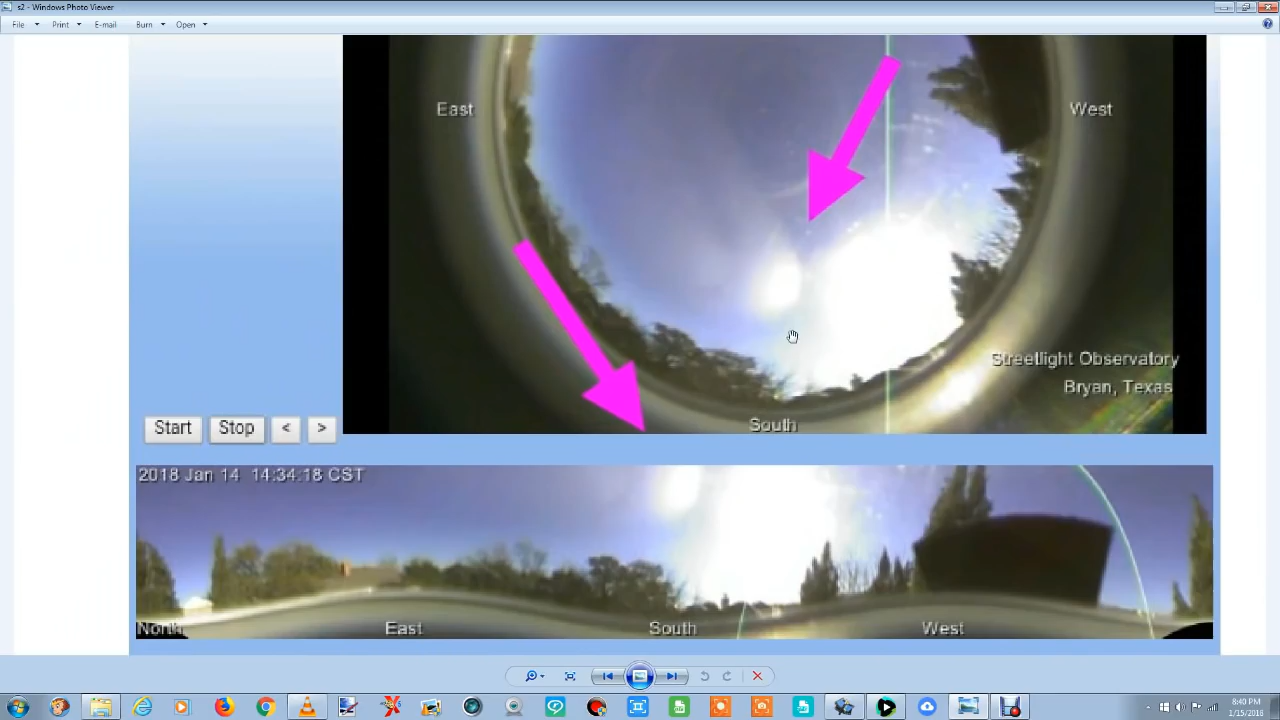 s2 - Windows Photo Viewer
File Print E-mail Burn Open
East
West
Streetlight Observatory
Bryan, Texas
South
Start Stop < >
2018 Jan 14 14:34:18 CST
North East South West
8:40 PM
1/15/2018